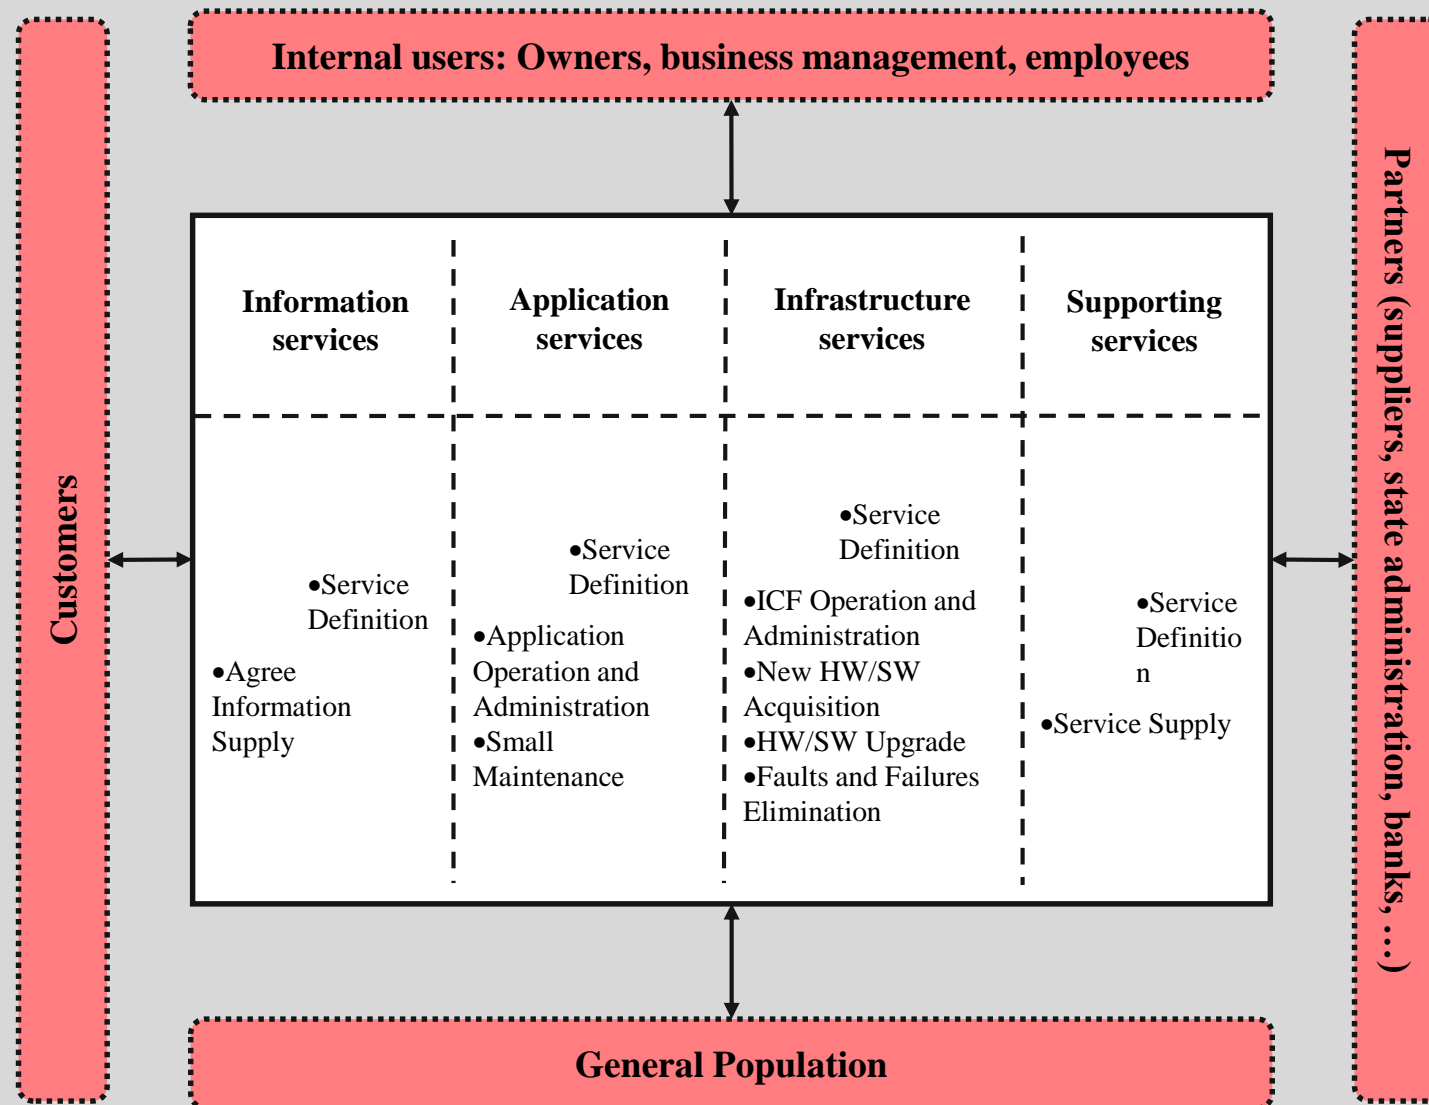 Internal users: Owners, business management, employees
Customers
Information
services
Application
services
Infrastructure
services
Supporting
services
•Service
Definition
•Agree
Information
Supply
•Service
Definition
•Application
Operation and
Administration
•Small
Maintenance
•Service
Definition
•ICF Operation and
Administration
•New HW/SW
Acquisition
•HW/SW Upgrade
•Faults and Failures
Elimination
•Service
Definitio
n
•Service Supply
Partners (suppliers, state administration, banks, …)
General Population